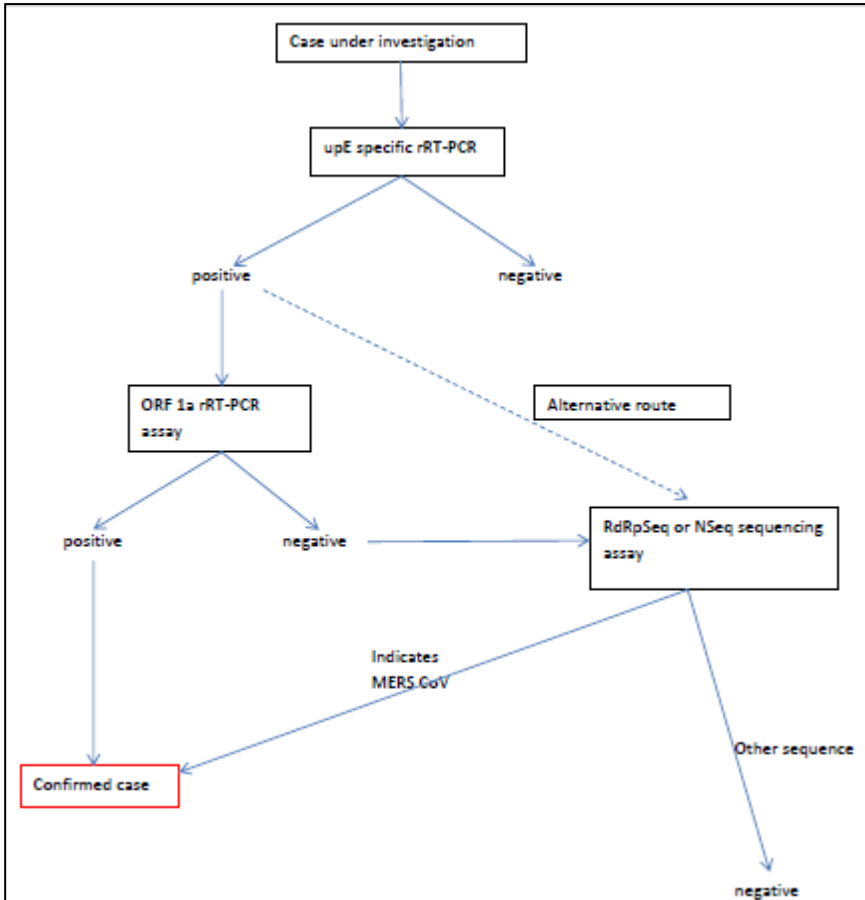 Case under investigation
upE specific rRT-PCR
positive
negative
ORF 1a rRT-PCR
assay
Alternative route
positive
negative
RdRpSeq or NSeq sequencing
assay
Indicates
MERS CoV
Other sequence
Confirmed case
negative